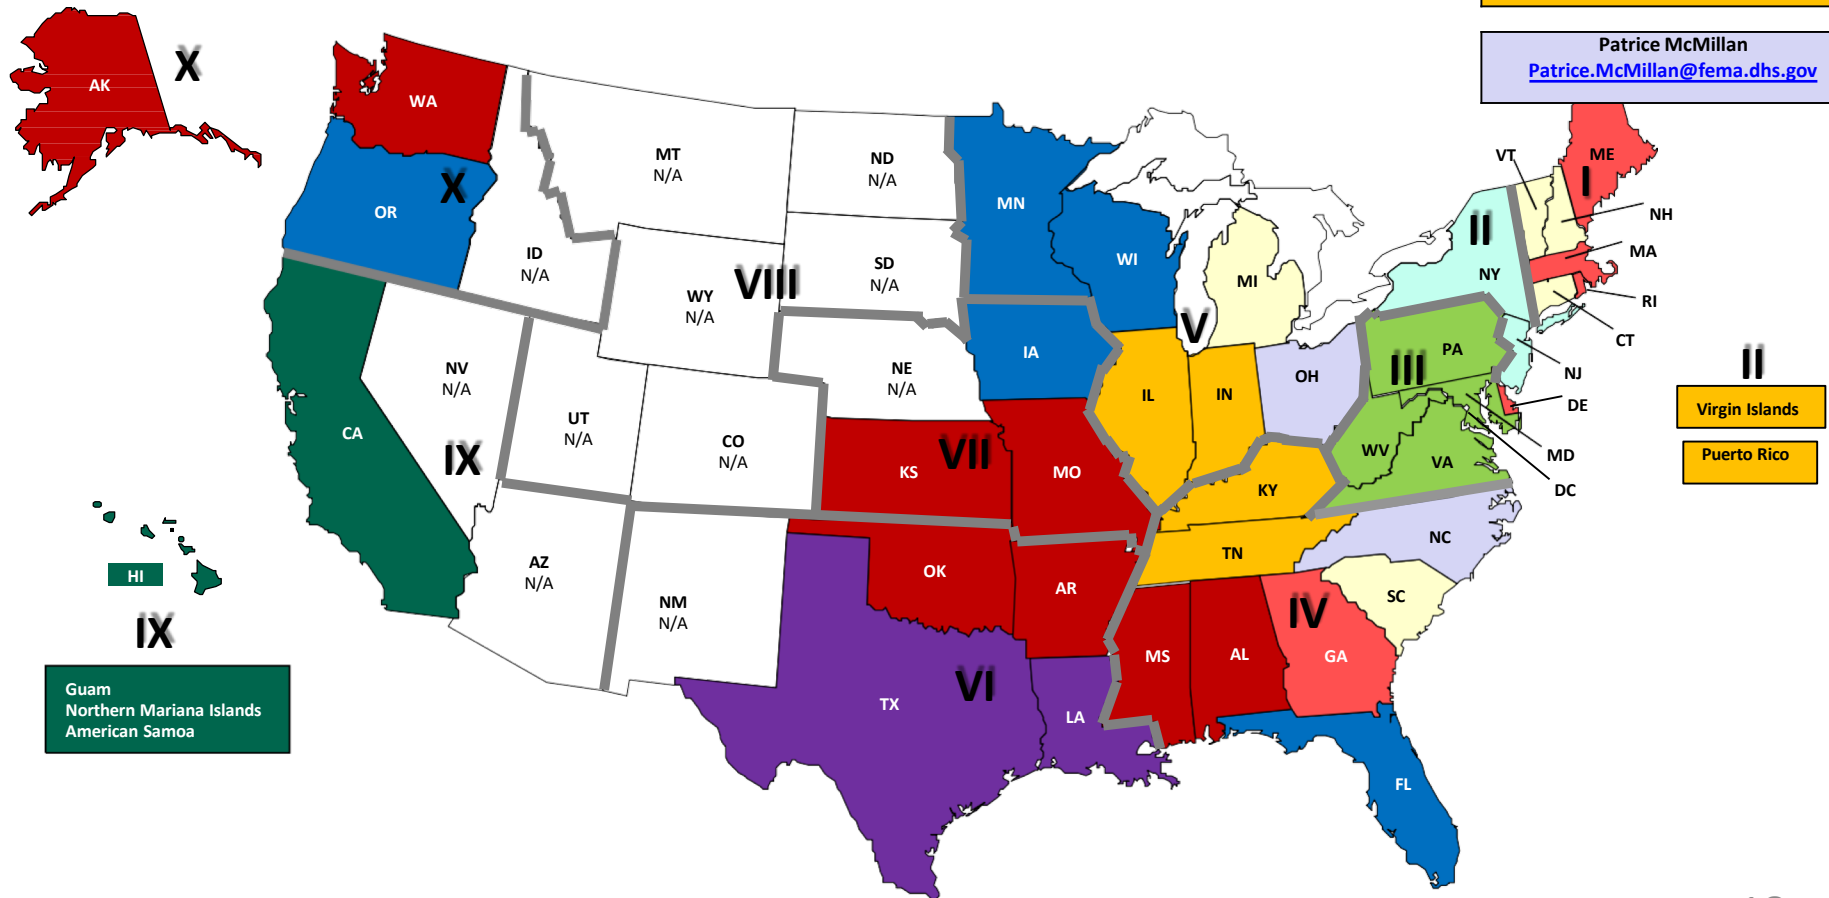 Patrice McMillan
Patrice.McMillan@fema.dhs.gov
AK
X
WA
OR
X
ID
N/A
MT
N/A
ND
N/A
SD
N/A
WY
N/A
VIII
NE
N/A
NV
N/A
UT
N/A
CO
N/A
CA
IX
AZ
N/A
NM
N/A
KS
VII
MO
OK
AR
TX
VI
LA
MN
WI
IA
MI
V
IL
IN
OH
KY
TN
MS
AL
IV
GA
FL
SC
NC
III
PA
WV
VA
II
NY
VT
I
ME
NH
MA
RI
CT
NJ
DE
MD
DC
II
Virgin Islands
Puerto Rico
HI
IX
Guam
Northern Mariana Islands
American Samoa